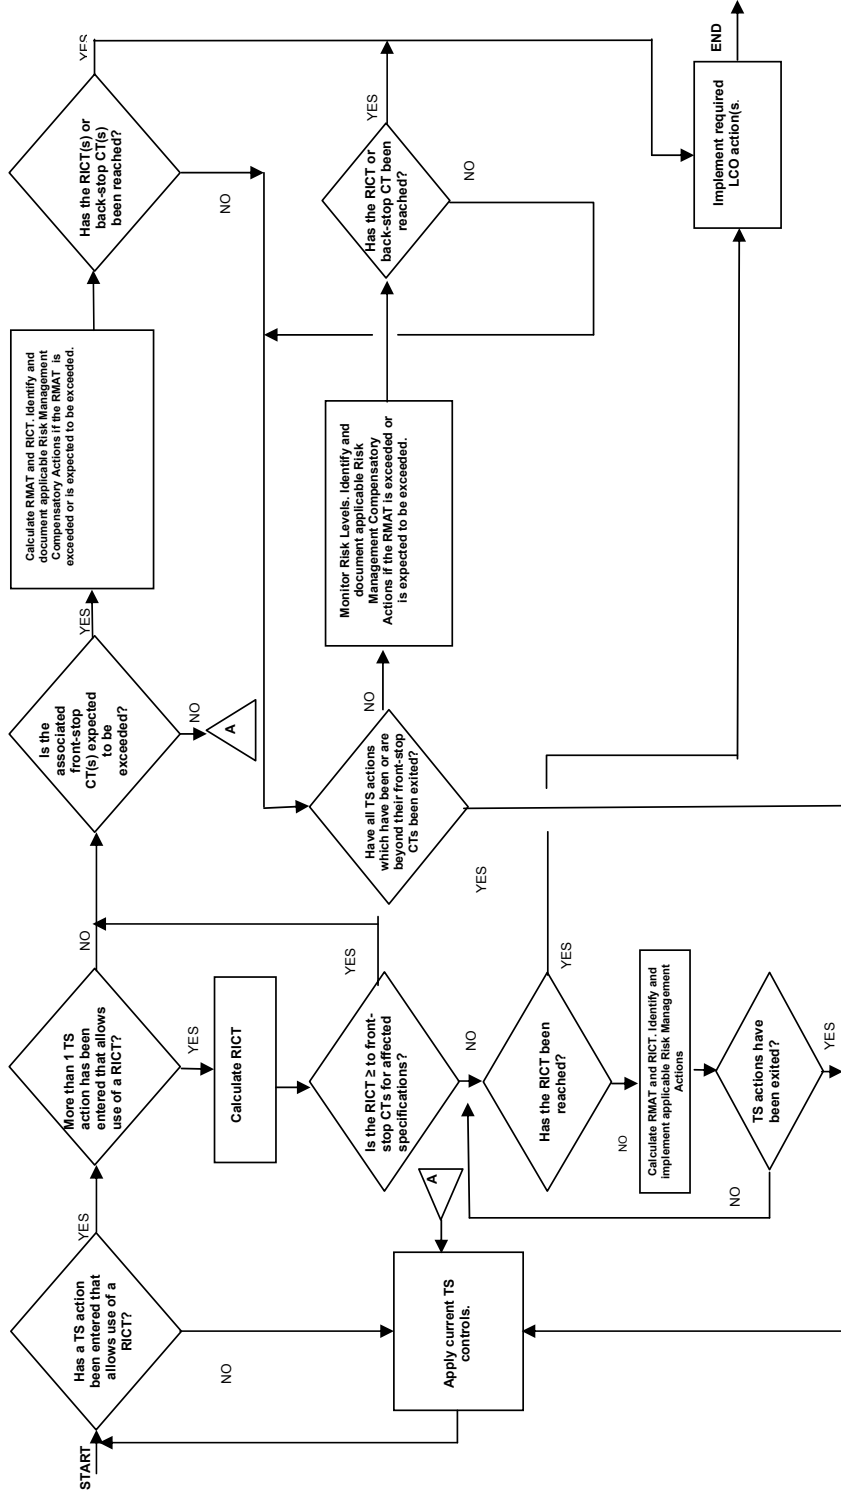 START
Has a TS action
been entered that
allows use of a
RICT?
YES
NO
More than 1 TS
action has been
entered that allows
use of a RICT?
NO
YES
Is the
associated
front-stop
CT(s) expected
to be
exceeded?
YES
NO
A
Calculate RMAT and RICT. Identify and
document applicable Risk Management
Compensatory Actions if the RMAT is
exceeded or is expected to be exceeded.
Has the RICT(s) or
back-stop CT(s)
been reached?
YES
NO
Calculate RICT
Is the RICT ≥ to front-
stop CTs for affected
specifications?
YES
NO
Have all TS actions
which have been or are
beyond their front-stop
CTs been exited?
NO
YES
Monitor Risk Levels. Identify and
document applicable Risk
Management Compensatory
Actions if the RMAT is exceeded or
is expected to be exceeded.
Has the RICT or
back-stop CT been
reached?
YES
NO
A
Apply current TS
controls.
Has the RICT been
reached?
YES
NO
Calculate RMAT and RICT. Identify and
implement applicable Risk Management
Actions
TS actions have
been exited?
NO
YES
Implement required
LCO action(s.
END